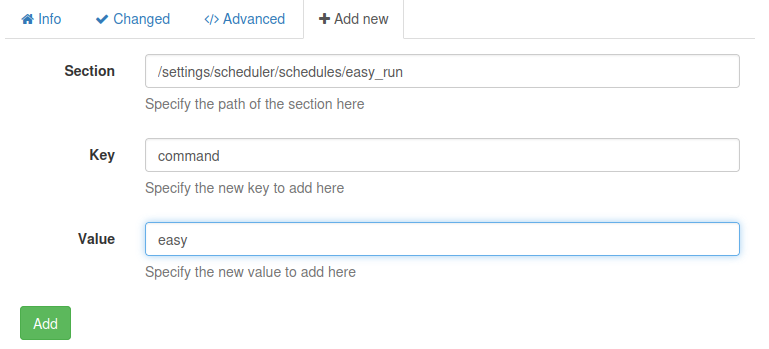 Info Changed </> Advanced Add new
Section /settings/scheduler/schedules/easy_run
Specify the path of the section here
Key command
Specify the new key to add here
Value easy
Specify the new value to add here
Add